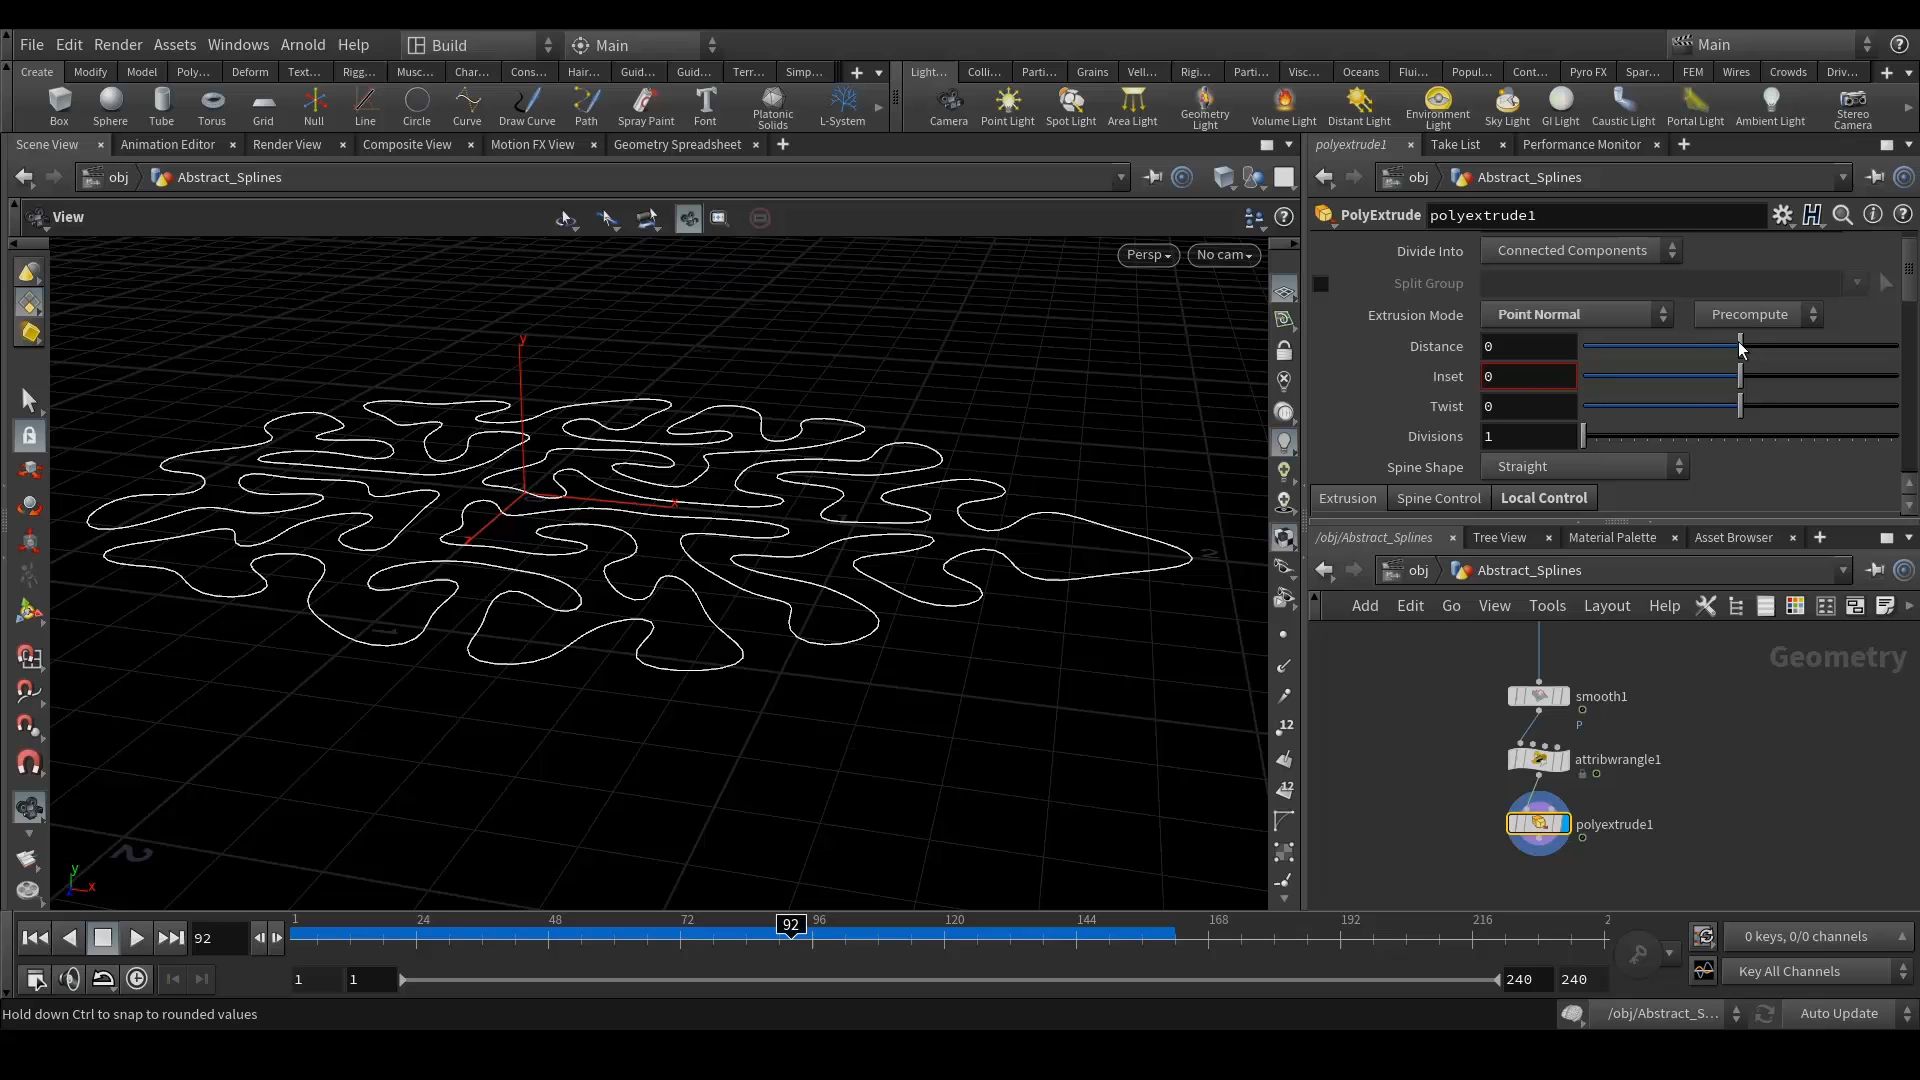 File Edit Render Assets Windows Arnold Help Build Main Main
Create Modify Model Poly... Deform Text... Rigg... Musc... Char... Cons... Hair... Guid... Guid... Terr... Simp... Light... Colli... Parti... Grains Vell... Rigi... Parti... Visc... Oceans Flui... Popul... Cont... Pyro FX Spar... FEM Wires Crowds Driv...
Box Sphere Tube Torus Grid Null Line Circle Curve Draw Curve Path Spray Paint Font Platonic Solids L-System Camera Point Light Spot Light Area Light Geometry Light Volume Light Distant Light Environment Light Sky Light GI Light Caustic Light Portal Light Ambient Light Stereo Camera
Scene View Animation Editor Render View Composite View Motion FX View Geometry Spreadsheet polyextrude1 Take List Performance Monitor
obj Abstract_Splines obj Abstract_Splines
View PolyExtrude polyextrude1
Persp No cam Divide Into Connected Components
Split Group
Extrusion Mode Point Normal Precompute
Distance 0
Inset 0
Twist 0
Divisions 1
Spine Shape Straight
Extrusion Spine Control Local Control
/obj/Abstract_Splines Tree View Material Palette Asset Browser
obj Abstract_Splines
Add Edit Go View Tools Layout Help
Geometry
smooth1
P
attribwrangle1
polyextrude1
y
x
2
12
12
2
y
x
1 24 48 72 92 96 120 144 168 192 216 2
92 0 keys, 0/0 channels
1 1 240 240 Key All Channels
Hold down Ctrl to snap to rounded values /obj/Abstract_S... Auto Update